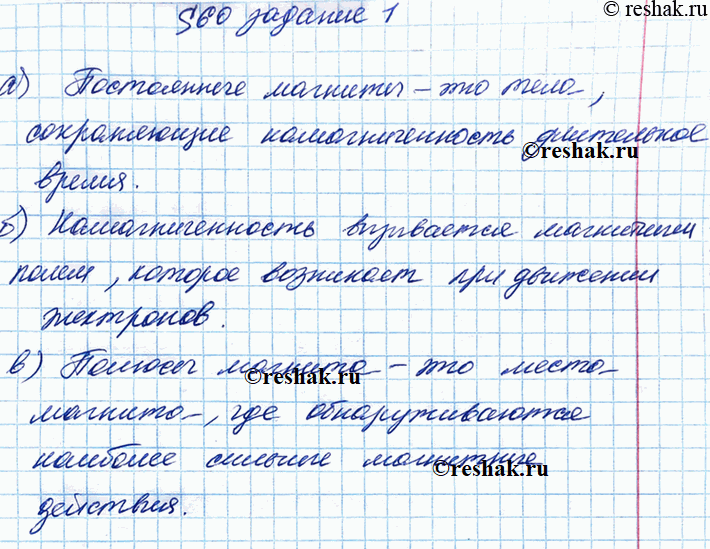 © reshak.ru
§60 задание 1
а) Постоянные магниты – это тела,
сохраняющие намагниченность длительное
©reshak.ru
время.
б) Намагниченность вызывается магнитным
полем, которое возникает при движении
электронов.
в) Полюсы магнита – это места
©reshak.ru
магнита, где обнаруживаются
наиболее сильные магнитные
©reshak.ru
действия.